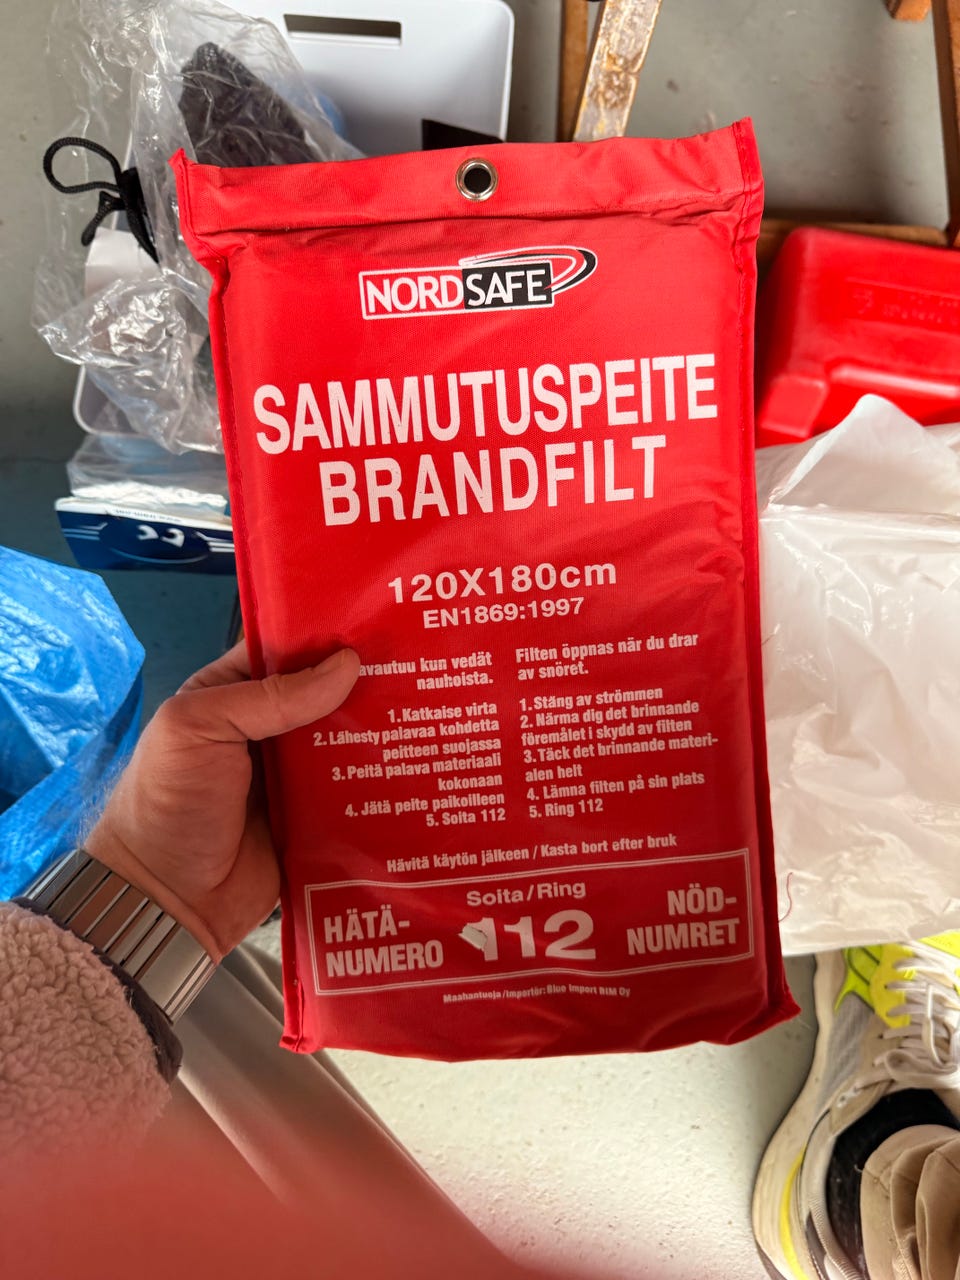 NORDSAFE
SAMMUTUSPEITE
BRANDFILT
120X180cm
EN1869:1997
avautuu kun vedät
nauhoista.
1.Katkaise virta
2. Lähesty palavaa kohdetta
peitteen suojassa
3.Peitä palava materiaali
kokonaan
4. Jätä peite paikoilleen
5. Soita 112
Filten öppnas när du drar
av snöret.
1.Stäng av strömmen
2. Närma dig det brinnande
föremålet i skydd av filten
3.Täck det brinnande materi-
alen helt
4. Lämna filten på sin plats
5. Ring 112
Hävitä käytön jälkeen / Kasta bort efter bruk
Soita/Ring
HÄTÄ-
NUMERO
112
NÖD-
NUMRET
Maahantuoja/Importör: Blue Import BIM Oy